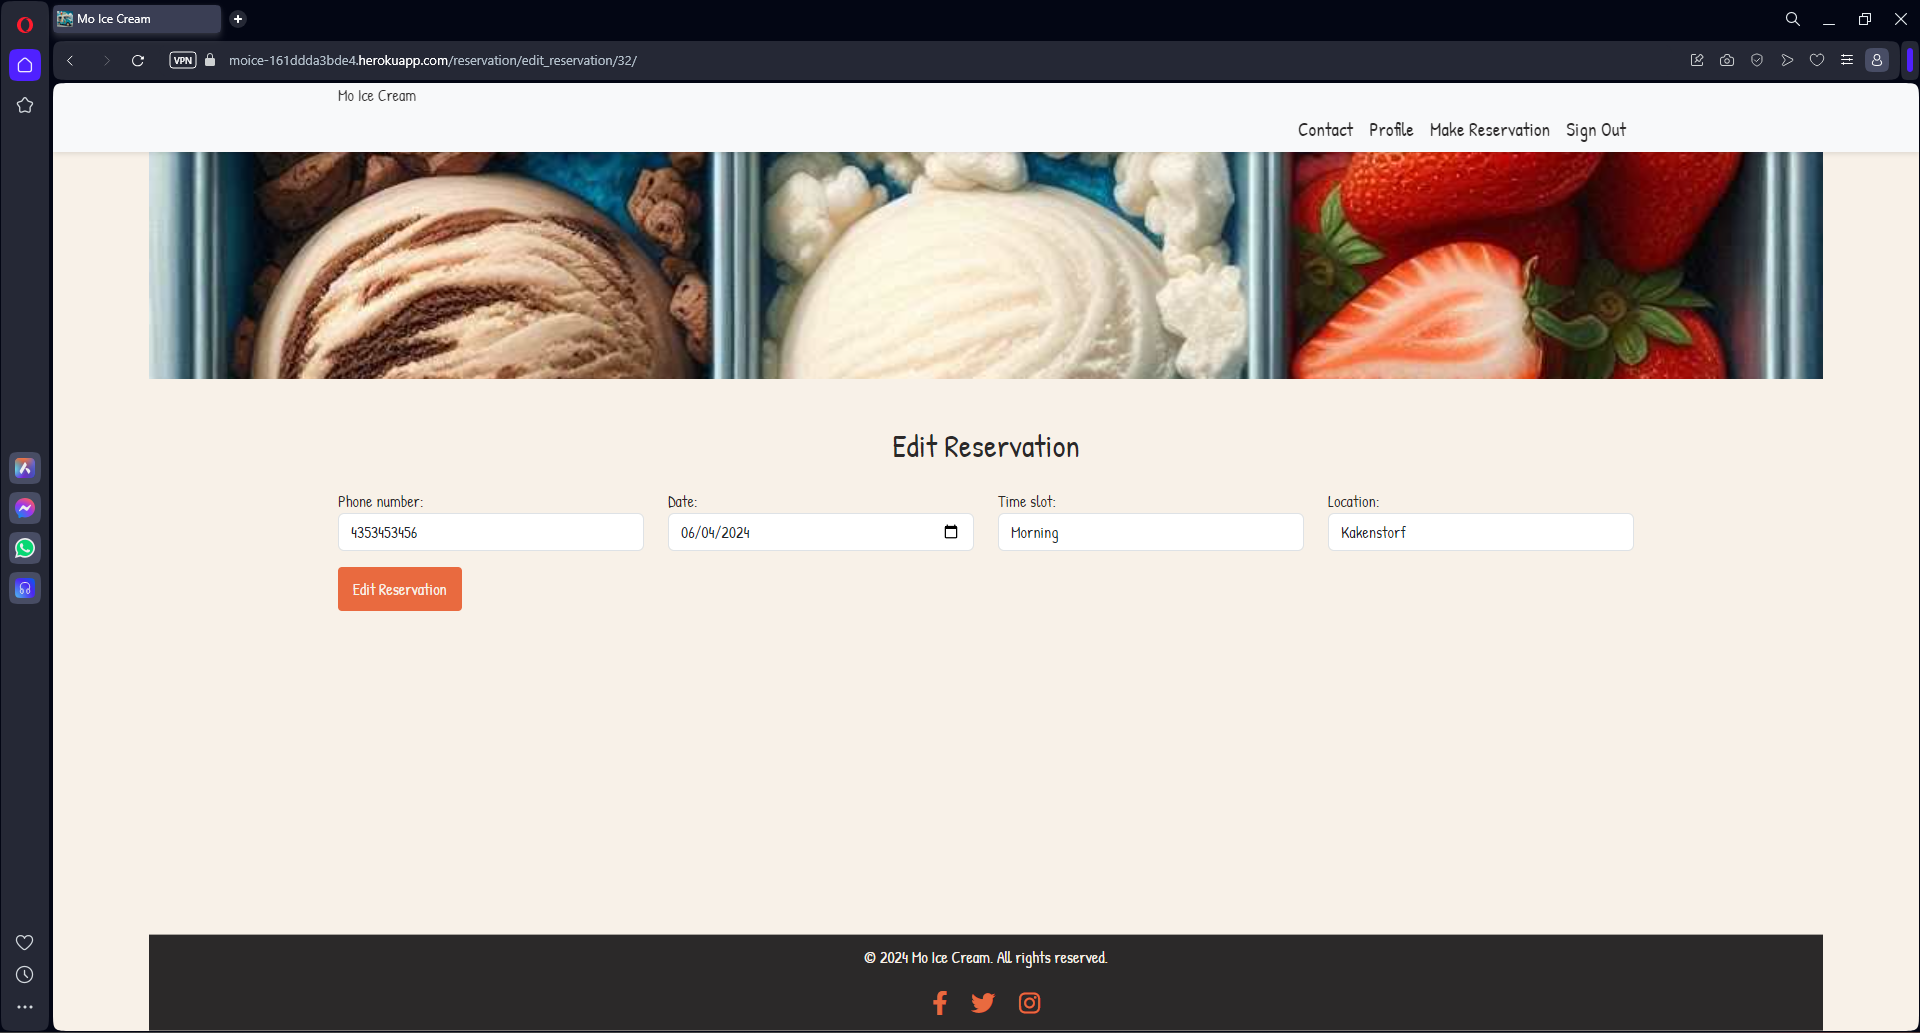 Mo Ice Cream
VPN
moice-161ddda3bde4.herokuapp.com/reservation/edit_reservation/32/
Mo Ice Cream
Contact Profile Make Reservation Sign Out
Edit Reservation
Phone number: Date: Time slot: Location:
4353453456 06/04/2024 Morning Kakenstorf
Edit Reservation
© 2024 Mo Ice Cream. All rights reserved.